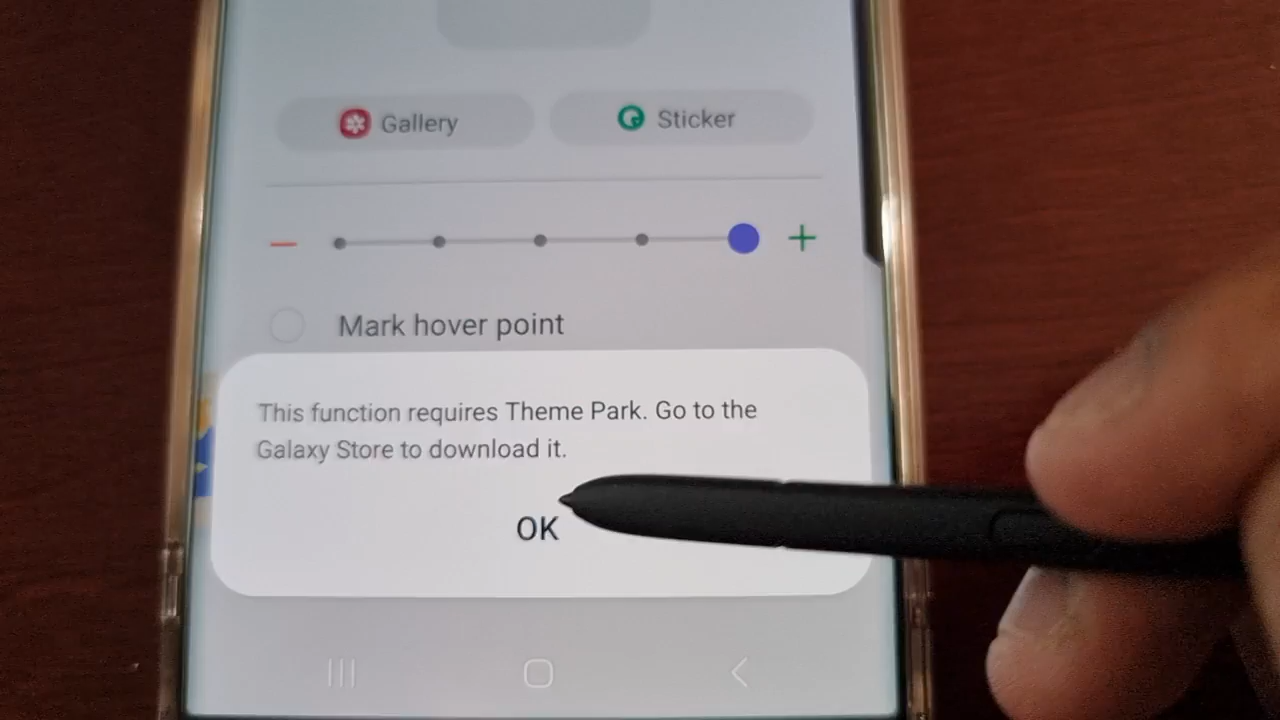 Gallery
Sticker
Mark hover point
This function requires Theme Park. Go to the
Galaxy Store to download it.
OK